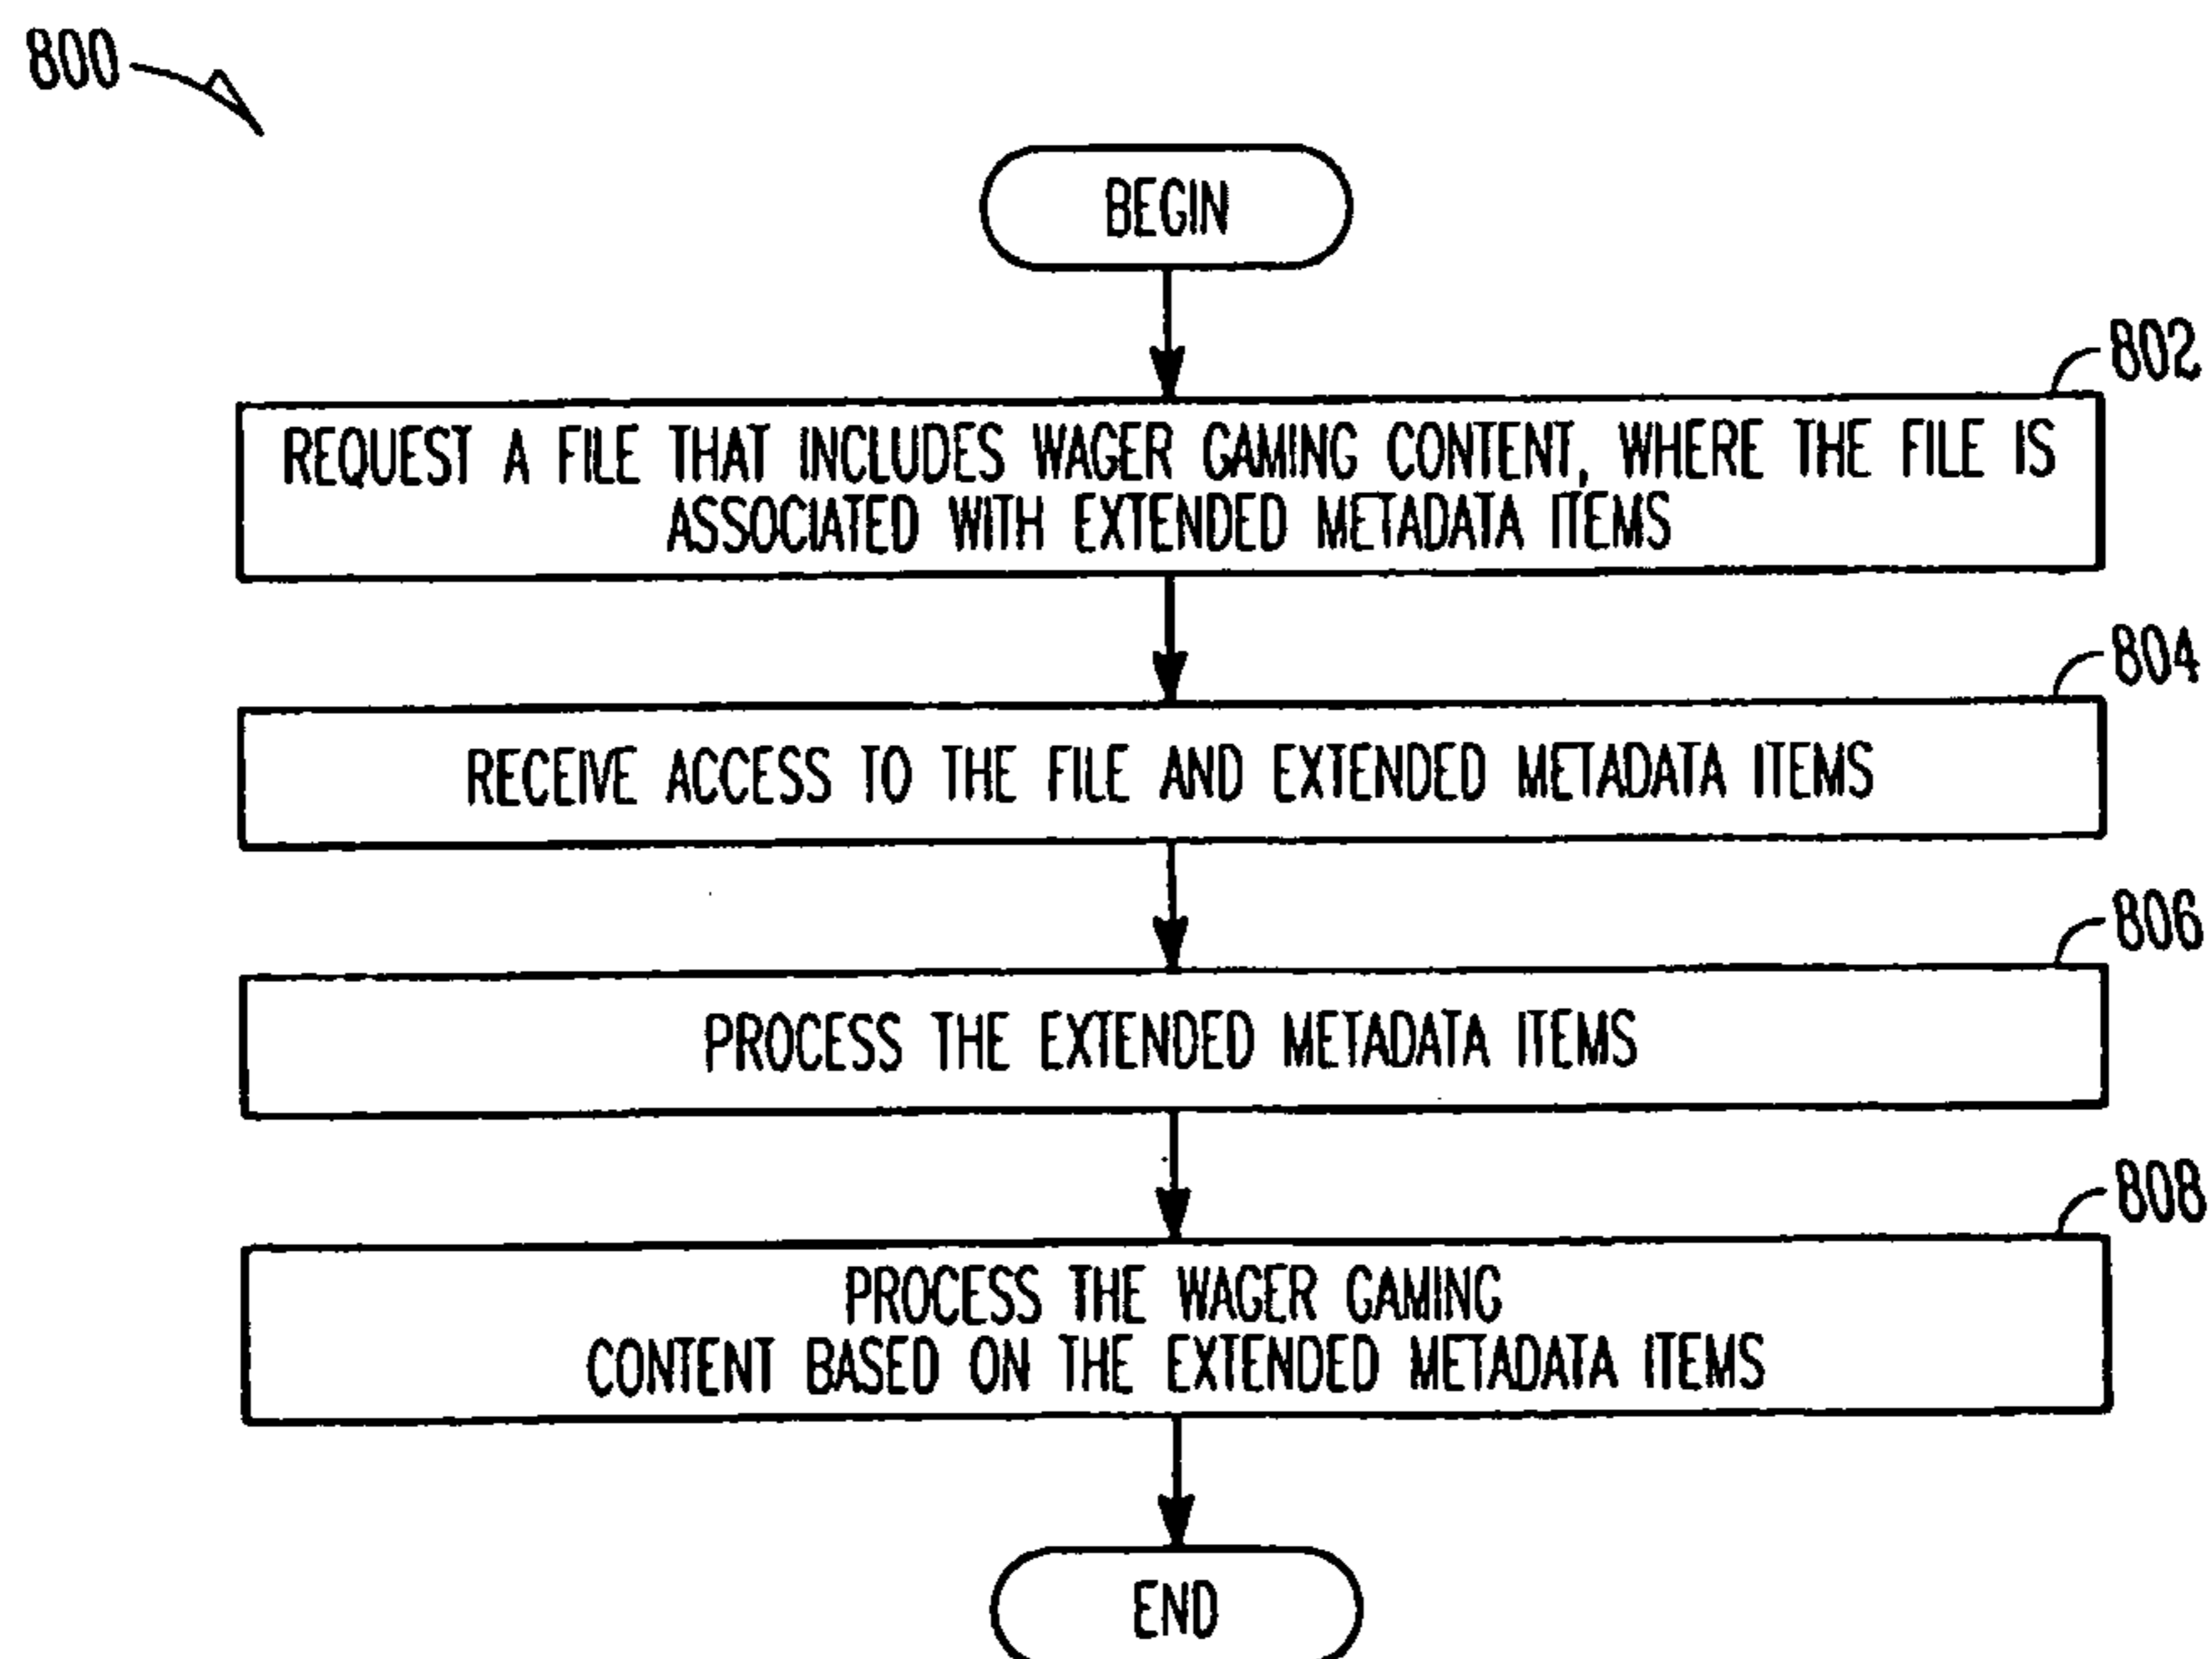 800
BEGIN
802
REQUEST A FILE THAT INCLUDES WAGER GAMING CONTENT, WHERE THE FILE IS
ASSOCIATED WITH EXTENDED METADATA ITEMS
804
RECEIVE ACCESS TO THE FILE AND EXTENDED METADATA ITEMS
806
PROCESS THE EXTENDED METADATA ITEMS
808
PROCESS THE WAGER GAMING
CONTENT BASED ON THE EXTENDED METADATA ITEMS
END